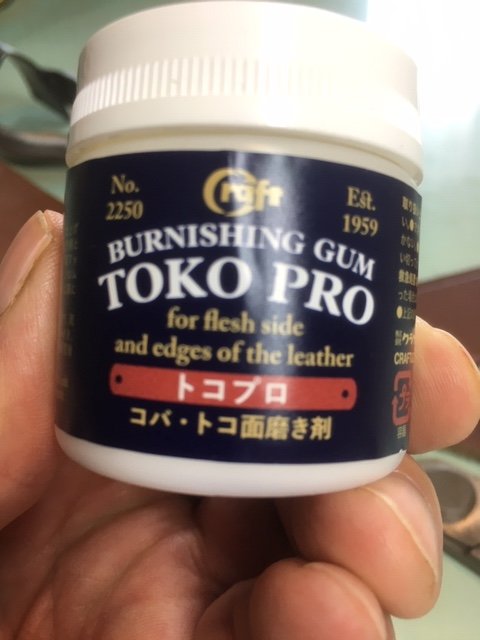 No.
2250
Craft
Est.
1959
BURNISHING GUM
TOKO PRO
for flesh side
and edges of the leather
トコプロ
コバ・トコ面磨き剤